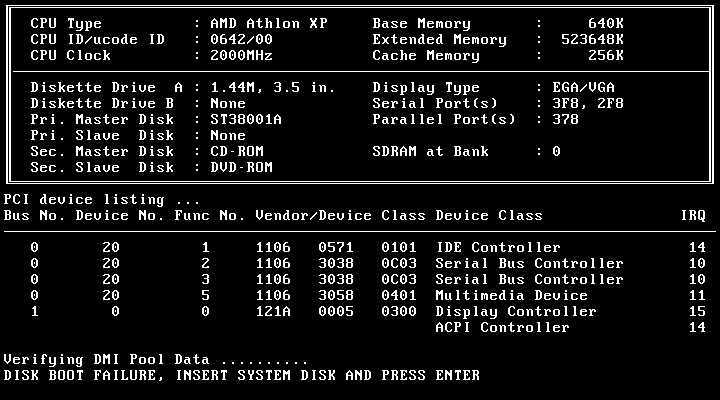 CPU Type : AMD Athlon XP Base Memory : 640K
CPU ID/ucode ID : 0642/00 Extended Memory : 523648K
CPU Clock : 2000MHz Cache Memory : 256K
Diskette Drive A : 1.44M, 3.5 in. Display Type : EGA/VGA
Diskette Drive B : None Serial Port(s) : 3F8, 2F8
Pri. Master Disk : ST38001A Parallel Port(s) : 378
Pri. Slave Disk : None
Sec. Master Disk : CD-ROM SDRAM at Bank : 0
Sec. Slave Disk : DVD-ROM
PCI device listing ...
Bus No. Device No. Func No. Vendor/Device Class Device Class IRQ
0 20 1 1106 0571 0101 IDE Controller 14
0 20 2 1106 3038 0C03 Serial Bus Controller 10
0 20 3 1106 3038 0C03 Serial Bus Controller 10
0 20 5 1106 3058 0401 Multimedia Device 11
1 0 0 121A 0005 0300 Display Controller 15
ACPI Controller 14
Verifying DMI Pool Data ..........
DISK BOOT FAILURE, INSERT SYSTEM DISK AND PRESS ENTER